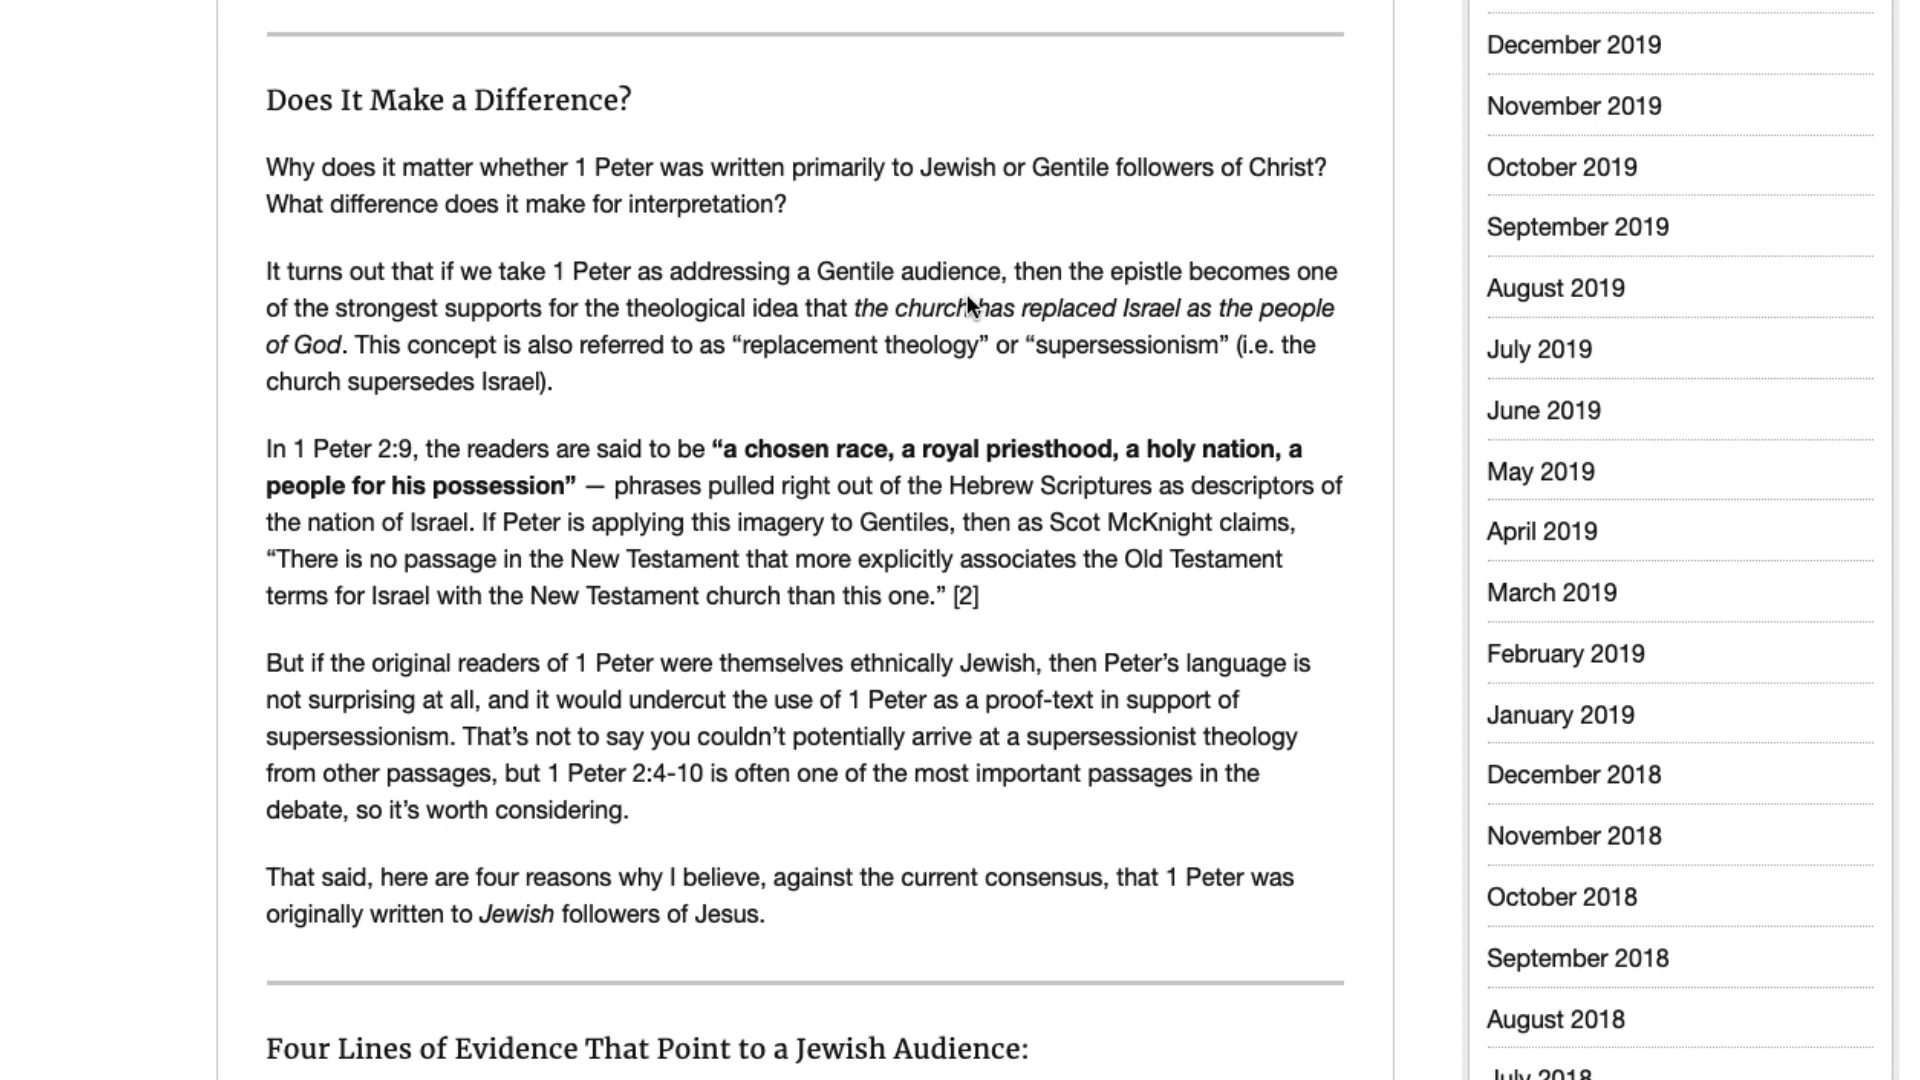 Does It Make a Difference?
Why does it matter whether 1 Peter was written primarily to Jewish or Gentile followers of Christ?
What difference does it make for interpretation?
It turns out that if we take 1 Peter as addressing a Gentile audience, then the epistle becomes one
of the strongest supports for the theological idea that the church has replaced Israel as the people
of God. This concept is also referred to as “replacement theology” or “supersessionism” (i.e. the
church supersedes Israel).
In 1 Peter 2:9, the readers are said to be “a chosen race, a royal priesthood, a holy nation, a
people for his possession” — phrases pulled right out of the Hebrew Scriptures as descriptors of
the nation of Israel. If Peter is applying this imagery to Gentiles, then as Scot McKnight claims,
“There is no passage in the New Testament that more explicitly associates the Old Testament
terms for Israel with the New Testament church than this one.” [2]
But if the original readers of 1 Peter were themselves ethnically Jewish, then Peter’s language is
not surprising at all, and it would undercut the use of 1 Peter as a proof-text in support of
supersessionism. That’s not to say you couldn’t potentially arrive at a supersessionist theology
from other passages, but 1 Peter 2:4-10 is often one of the most important passages in the
debate, so it’s worth considering.
That said, here are four reasons why I believe, against the current consensus, that 1 Peter was
originally written to Jewish followers of Jesus.
Four Lines of Evidence That Point to a Jewish Audience:
December 2019
November 2019
October 2019
September 2019
August 2019
July 2019
June 2019
May 2019
April 2019
March 2019
February 2019
January 2019
December 2018
November 2018
October 2018
September 2018
August 2018
July 2018